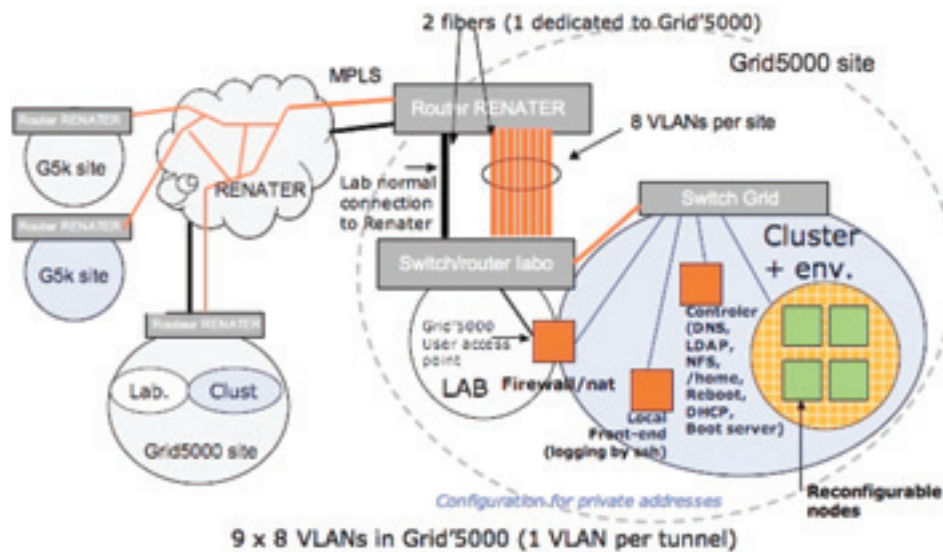 2 fibers (1 dedicated to Grid'5000)
Grid5000 site
MPLS
Router RENATER
Router RENATER
G5k site
RENATER
8 VLANs per site
Lab normal
connection
to Renater
Router RENATER
G5k site
Switch Grid
Switch/router labo
Cluster
+ env.
Routeur RENATER
Grid'5000
User access
point
LAB
Firewall/nat
Controler
(DNS,
LDAP,
NFS,
/home,
Reboot,
DHCP,
Boot server)
Lab.
Clust
Grid5000 site
Local
Front-end
(logging by ssh)
Configuration for private addresses
Reconfigurable
nodes
9 x 8 VLANs in Grid'5000 (1 VLAN per tunnel)